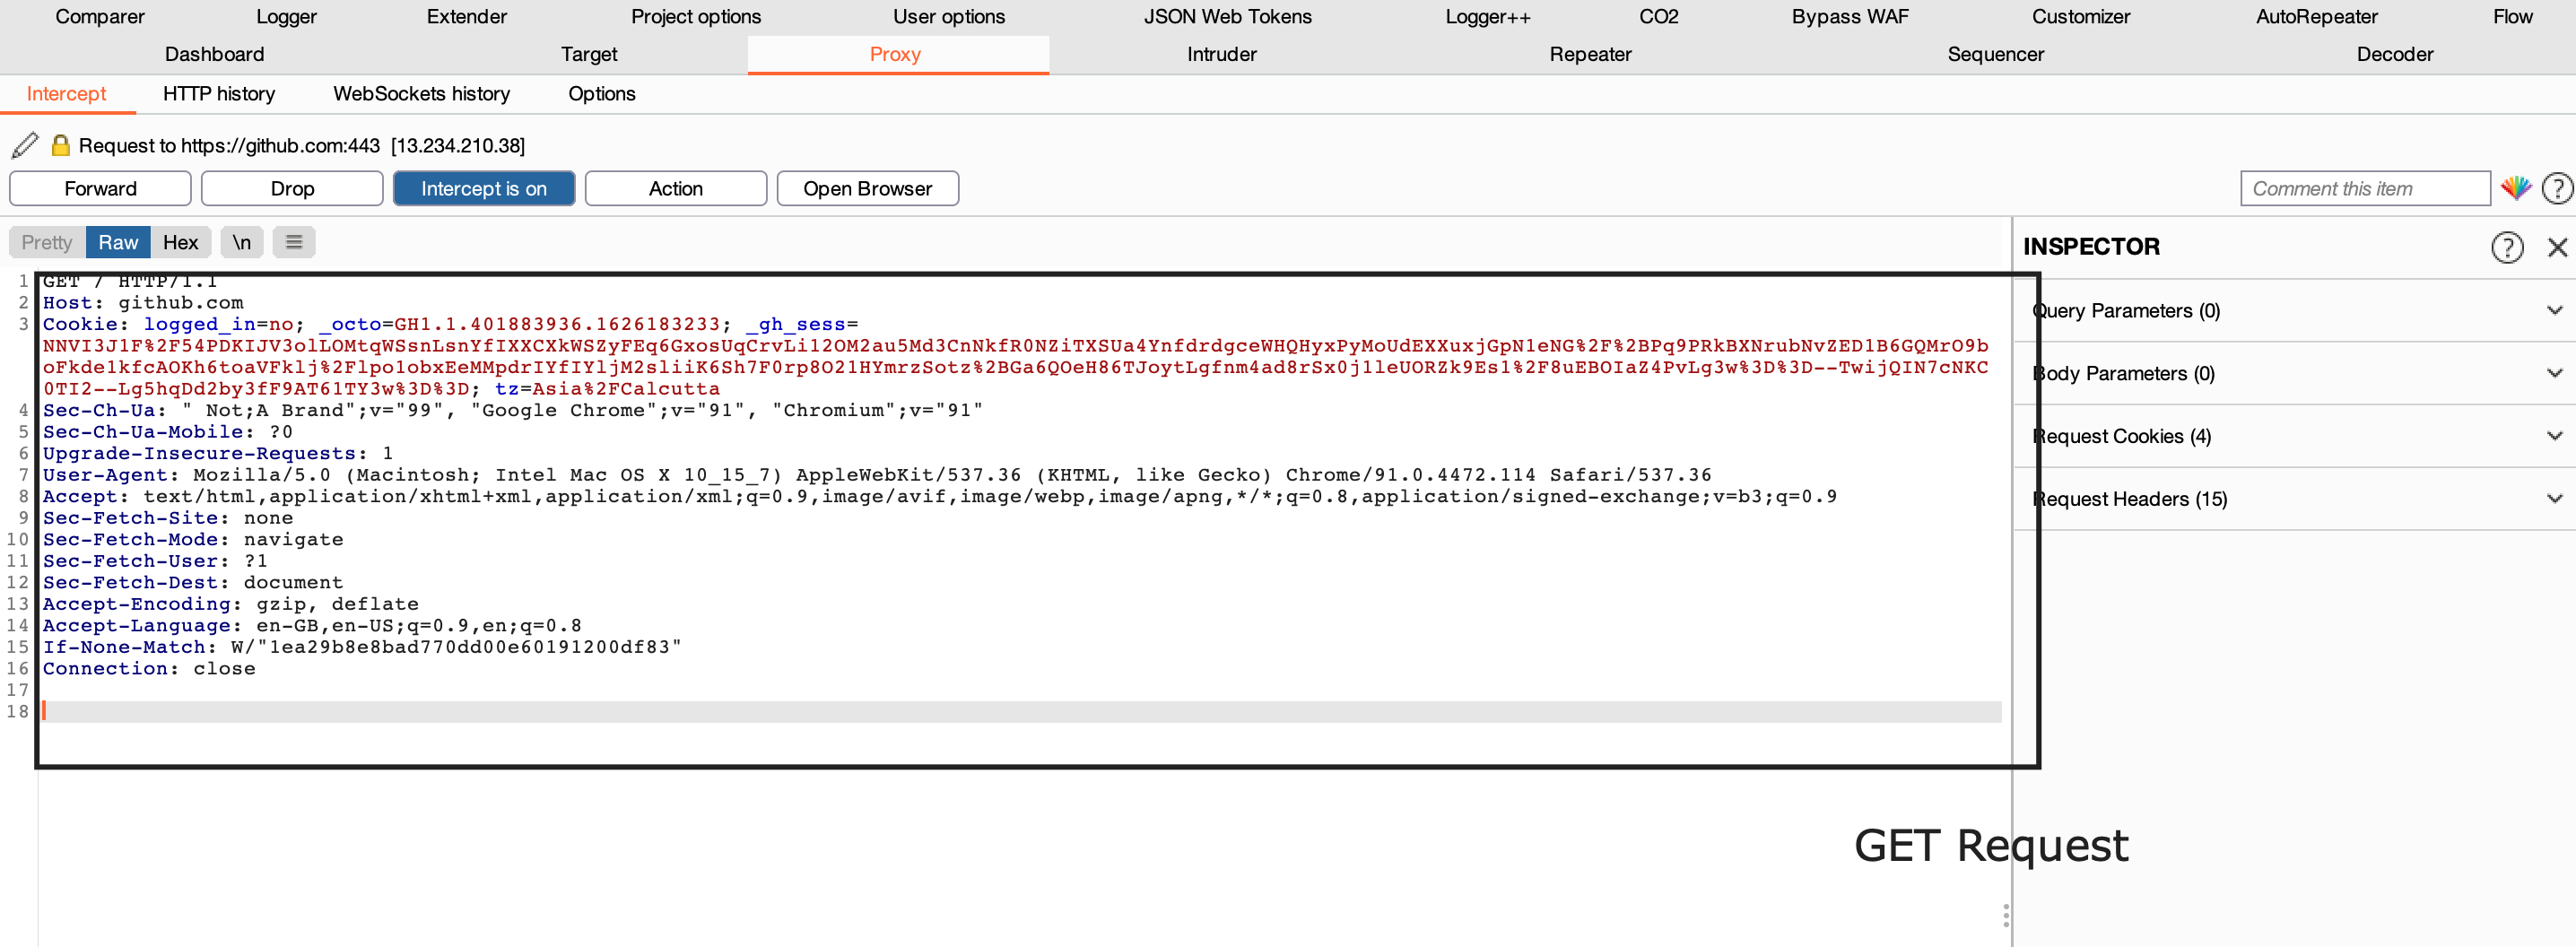 Comparer Logger Extender Project options User options JSON Web Tokens Logger++ CO2 Bypass WAF Customizer AutoRepeater Flow
Dashboard Target Proxy Intruder Repeater Sequencer Decoder
Intercept HTTP history WebSockets history Options
Request to https://github.com:443 [13.234.210.38]
Forward Drop Intercept is on Action Open Browser Comment this item ?
Pretty Raw Hex \n ≡ INSPECTOR ?
1 GET / HTTP/1.1
2 Host: github.com
3 Cookie: logged_in=no; _octo=GH1.1.401883936.1626183233; _gh_sess=
NNVI3J1F%2F54PDKIJV3olLOMtqWSsnLsnYfIXXCXkWSZyFEq6GxosUqCrvLi12OM2au5Md3CnNkfR0NZiTXSUa4YnfdrdgceWHQHyxPyMoUdEXXuxjGpN1eNG%2F%2BPq9PRkBXNrubNvZED1B6GQMrO9b
oFkde1kfcAOKh6toaVFklj%2Flpo1obxEeMMpdrIYfIYljM2sliiK6Sh7F0rp8O21HYmrzSotz%2BGa6QOeH86TJoytLgfnm4ad8rSx0j1leUORZk9Es1%2F8uEBOIaZ4PvLg3w%3D%3D--TwijQIN7cNKC
0TI2--Lg5hqDd2by3fF9AT61TY3w%3D%3D; tz=Asia%2FCalcutta
4 Sec-Ch-Ua: " Not;A Brand";v="99", "Google Chrome";v="91", "Chromium";v="91"
5 Sec-Ch-Ua-Mobile: ?0
6 Upgrade-Insecure-Requests: 1
7 User-Agent: Mozilla/5.0 (Macintosh; Intel Mac OS X 10_15_7) AppleWebKit/537.36 (KHTML, like Gecko) Chrome/91.0.4472.114 Safari/537.36
8 Accept: text/html,application/xhtml+xml,application/xml;q=0.9,image/avif,image/webp,image/apng,*/*;q=0.8,application/signed-exchange;v=b3;q=0.9
9 Sec-Fetch-Site: none
10 Sec-Fetch-Mode: navigate
11 Sec-Fetch-User: ?1
12 Sec-Fetch-Dest: document
13 Accept-Encoding: gzip, deflate
14 Accept-Language: en-GB,en-US;q=0.9,en;q=0.8
15 If-None-Match: W/"1ea29b8e8bad770dd00e60191200df83"
16 Connection: close
17
18
Query Parameters (0)
Body Parameters (0)
Request Cookies (4)
Request Headers (15)
GET Request